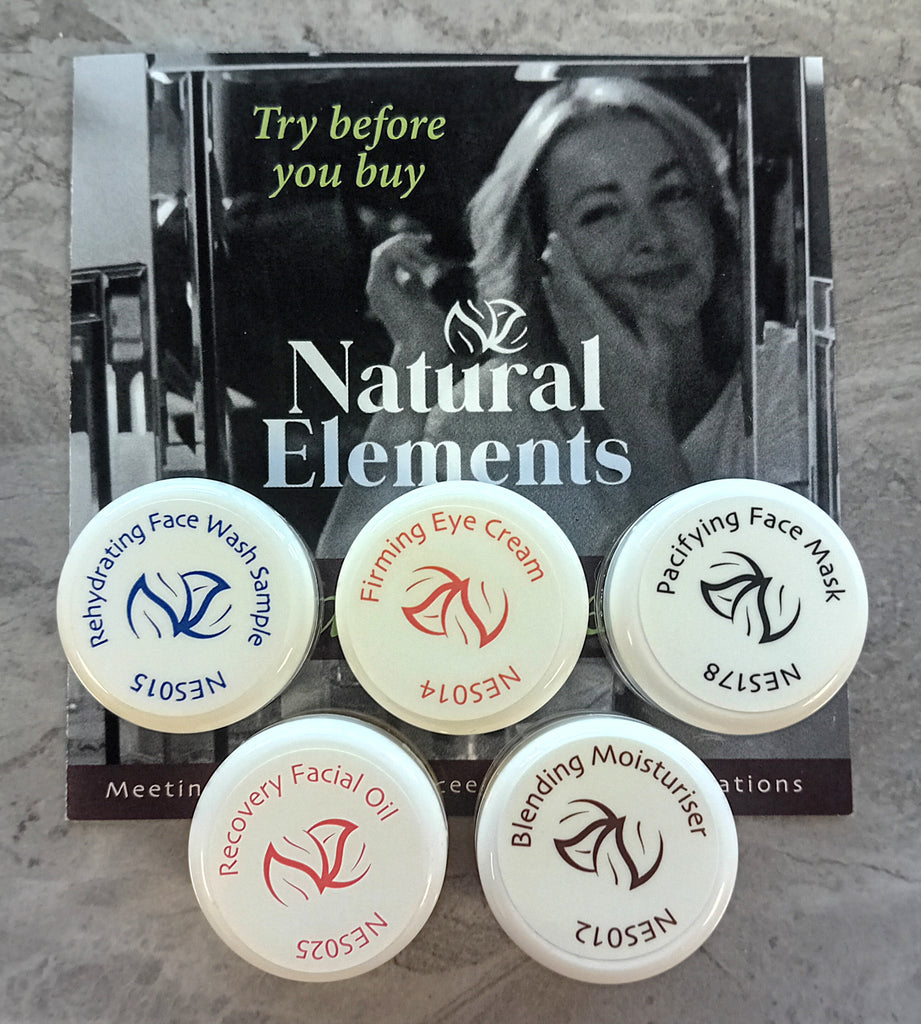 Try before
you buy
Natural
Elements
Rehydrating Face Wash Sample
NES015
Firming Eye Cream
NES014
Pacifying Face Mask
NES178
Recovery Facial Oil
NES025
Blending Moisturiser
NES012